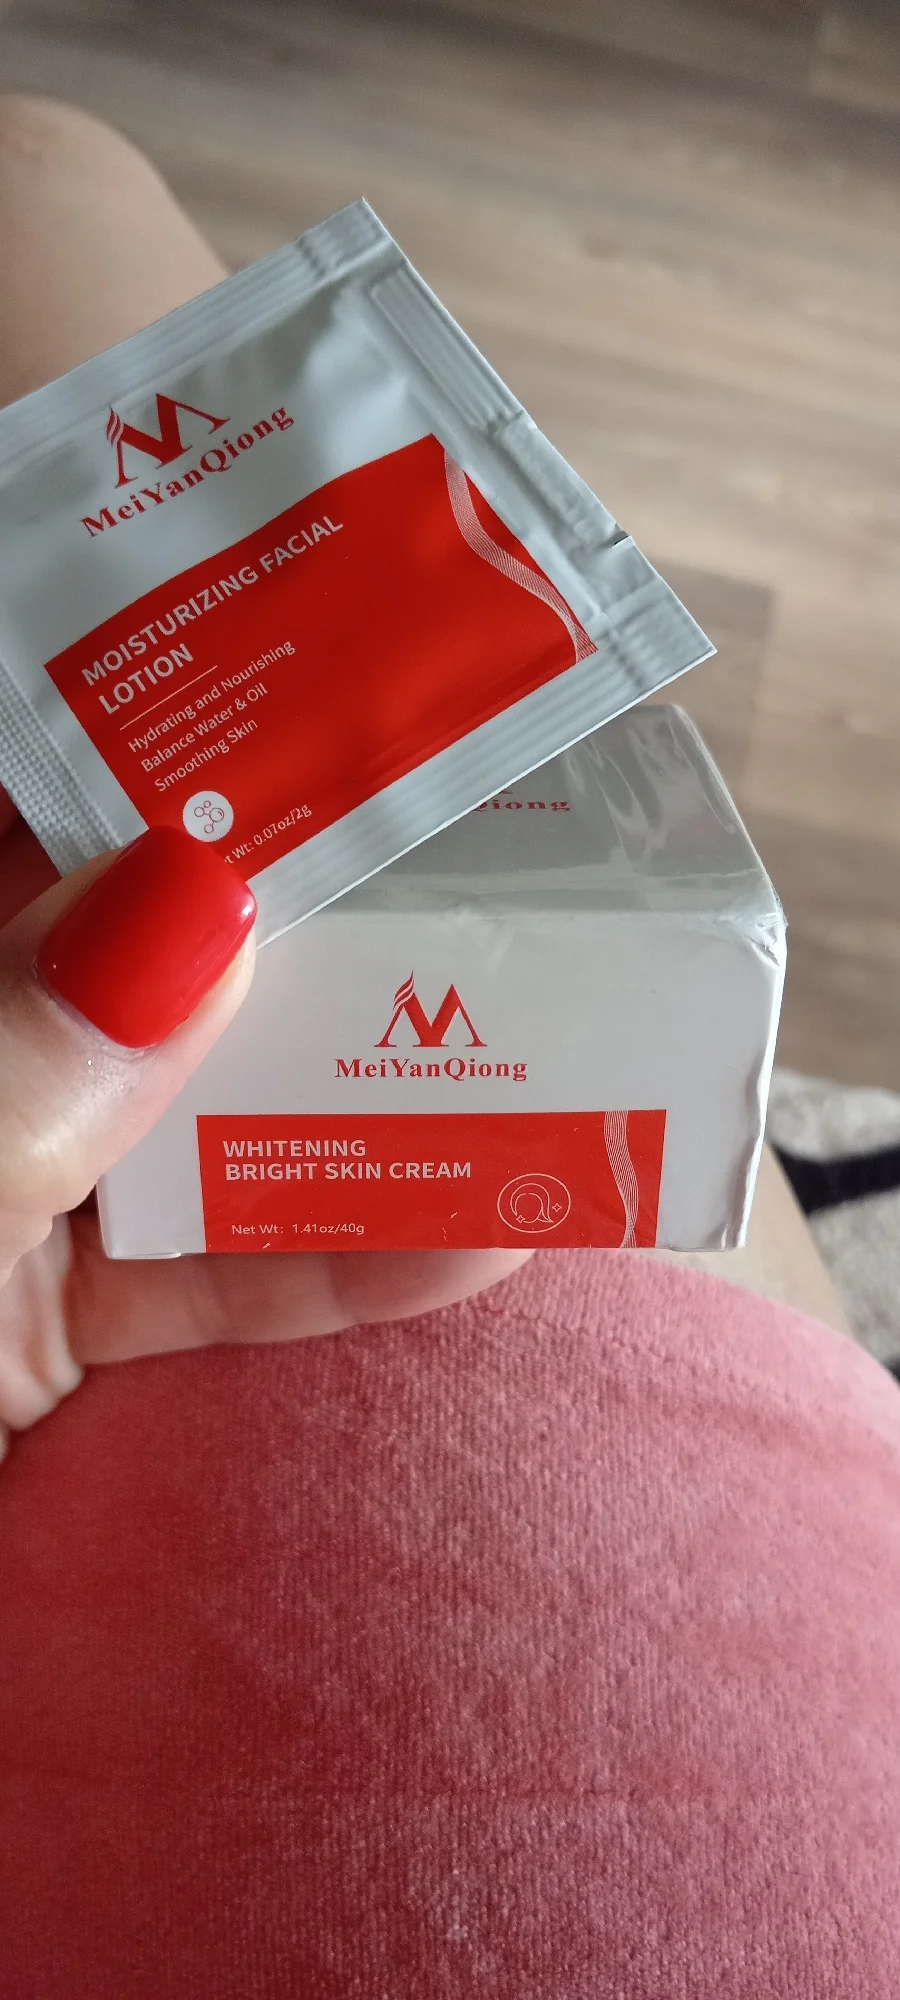 MeiYanQiong
MOISTURIZING FACIAL
LOTION
Hydrating and Nourishing
Balance Water & Oil
Smoothing Skin
Wt: 0.07oz/2g
MeiYanQiong
WHITENING
BRIGHT SKIN CREAM
Net Wt: 1.41oz/40g